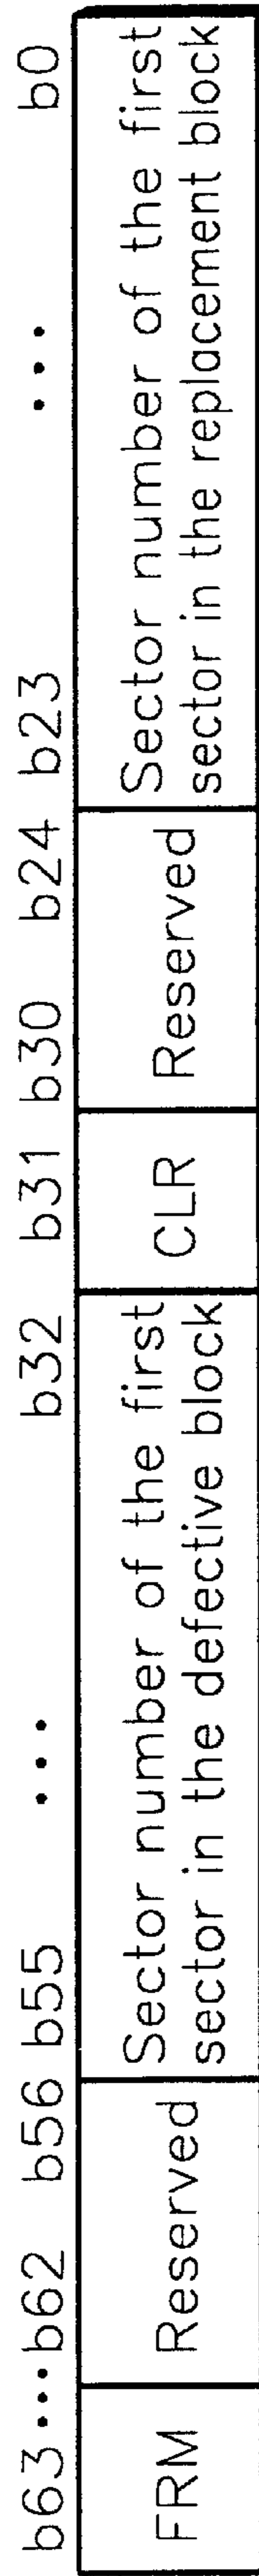 b63 ••• b62 b56 b55 ••• b32 b31 b30 b24 b23 ••• b0
FRM
Reserved
Sector number of the first
sector in the defective block
CLR
Reserved
Sector number of the first
sector in the replacement block